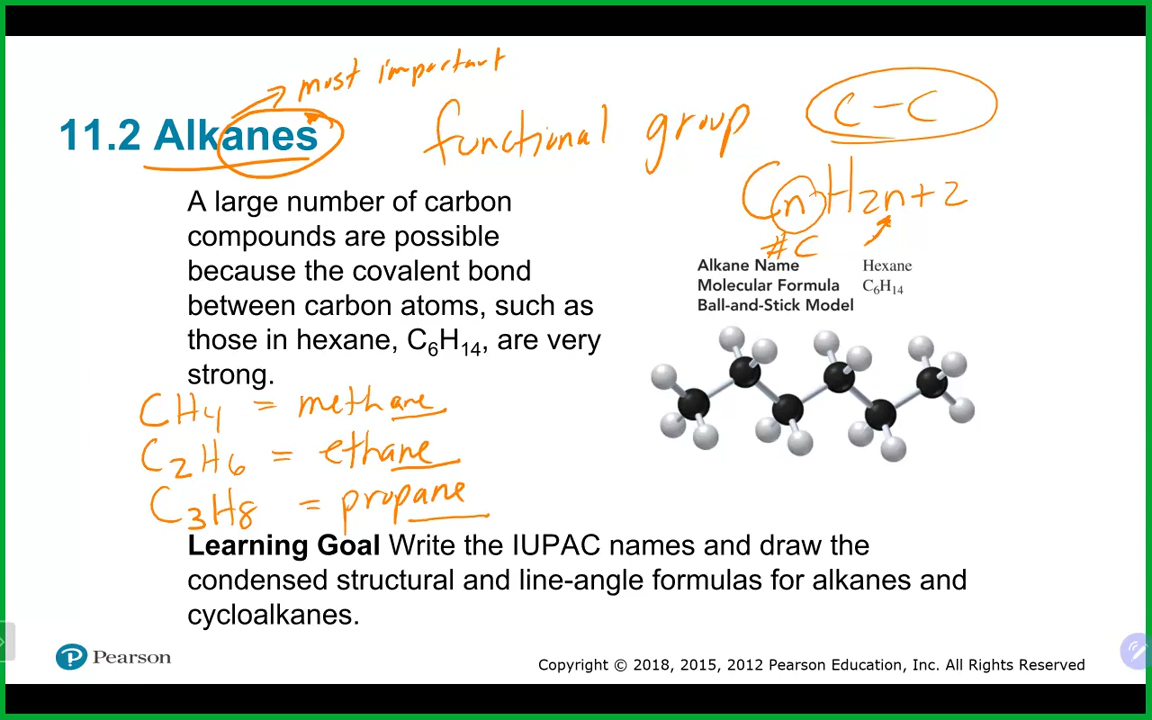 most important
11.2 Alkanes
functional group
C-C
CnH2n+2
#C
A large number of carbon
compounds are possible
because the covalent bond
between carbon atoms, such as
those in hexane, C₆H₁₄, are very
strong.
Alkane Name Hexane
Molecular Formula C₆H₁₄
Ball-and-Stick Model
CH4 = methane
C2H6 = ethane
C3H8 = propane
Learning Goal Write the IUPAC names and draw the
condensed structural and line-angle formulas for alkanes and
cycloalkanes.
P Pearson
Copyright © 2018, 2015, 2012 Pearson Education, Inc. All Rights Reserved